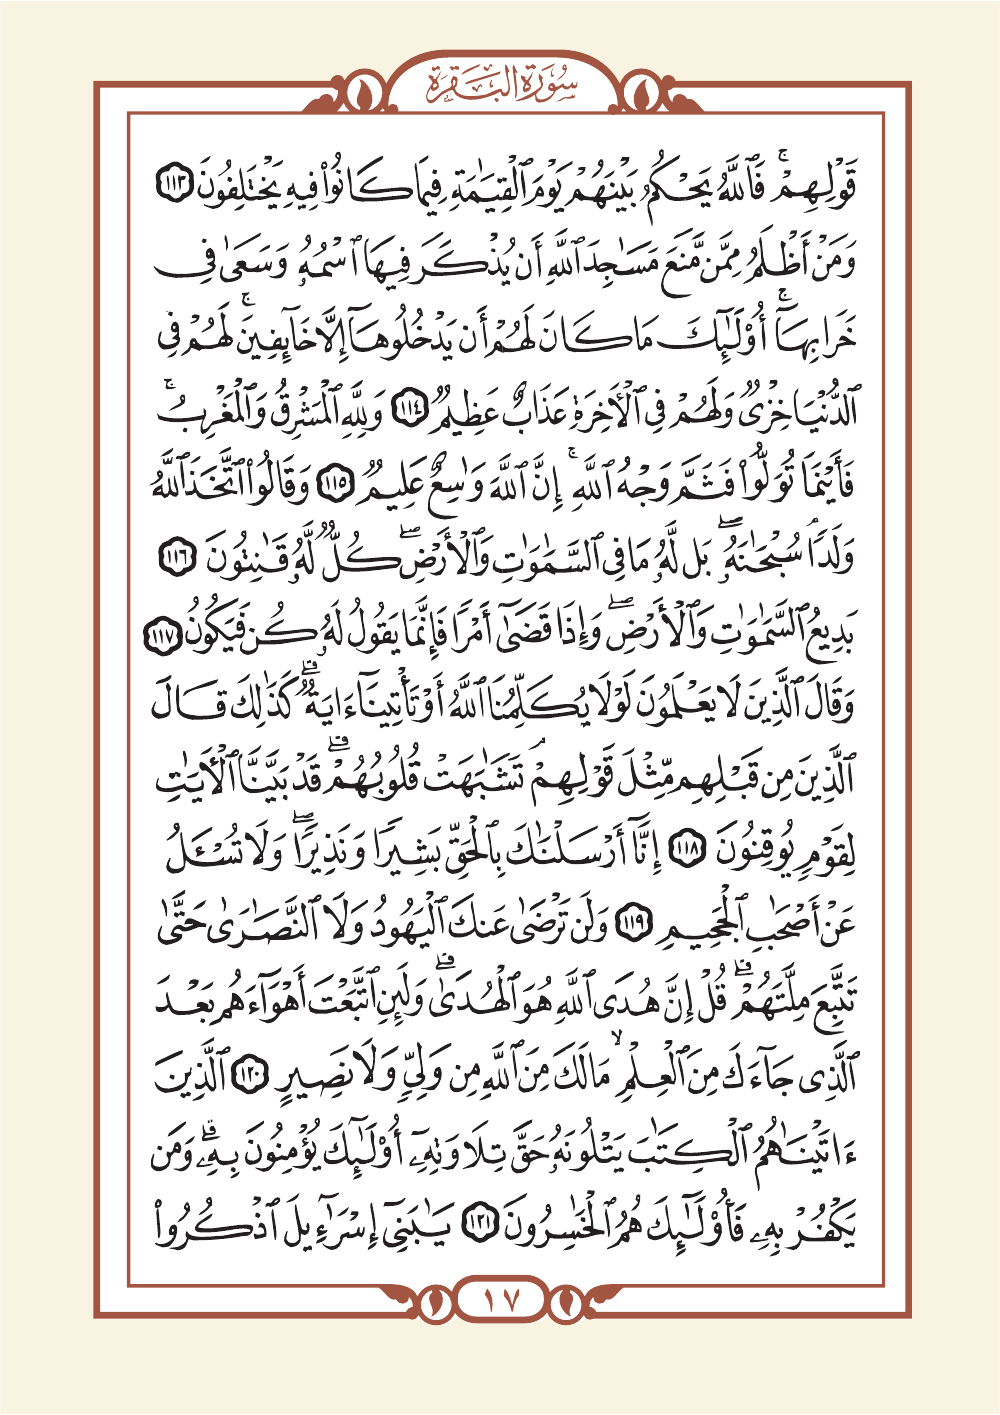 سُورَةُ البَقَرَة
قَوْلِهِمْ ۚ فَٱللَّهُ يَحْكُمُ بَيْنَهُمْ يَوْمَ ٱلْقِيَـٰمَةِ فِيمَا كَانُوا۟ فِيهِ يَخْتَلِفُونَ ١١٣
وَمَنْ أَظْلَمُ مِمَّن مَّنَعَ مَسَـٰجِدَ ٱللَّهِ أَن يُذْكَرَ فِيهَا ٱسْمُهُۥ وَسَعَىٰ فِى
خَرَابِهَآ ۚ أُو۟لَـٰٓئِكَ مَا كَانَ لَهُمْ أَن يَدْخُلُوهَآ إِلَّا خَآئِفِينَ ۚ لَهُمْ فِى
ٱلدُّنْيَا خِزْىٌ وَلَهُمْ فِى ٱلْـَٔاخِرَةِ عَذَابٌ عَظِيمٌ ١١٤ وَلِلَّهِ ٱلْمَشْرِقُ وَٱلْمَغْرِبُ ۚ
فَأَيْنَمَا تُوَلُّوا۟ فَثَمَّ وَجْهُ ٱللَّهِ ۚ إِنَّ ٱللَّهَ وَٰسِعٌ عَلِيمٌ ١١٥ وَقَالُوا۟ ٱتَّخَذَ ٱللَّهُ
وَلَدًا ۗ سُبْحَـٰنَهُۥ ۖ بَل لَّهُۥ مَا فِى ٱلسَّمَـٰوَٰتِ وَٱلْأَرْضِ ۖ كُلٌّ لَّهُۥ قَـٰنِتُونَ ١١٦
بَدِيعُ ٱلسَّمَـٰوَٰتِ وَٱلْأَرْضِ ۖ وَإِذَا قَضَىٰٓ أَمْرًا فَإِنَّمَا يَقُولُ لَهُۥ كُن فَيَكُونُ ١١٧
وَقَالَ ٱلَّذِينَ لَا يَعْلَمُونَ لَوْلَا يُكَلِّمُنَا ٱللَّهُ أَوْ تَأْتِينَآ ءَايَةٌ ۗ كَذَٰلِكَ قَالَ
ٱلَّذِينَ مِن قَبْلِهِم مِّثْلَ قَوْلِهِمْ ۘ تَشَـٰبَهَتْ قُلُوبُهُمْ ۗ قَدْ بَيَّنَّا ٱلْـَٔايَـٰتِ
لِقَوْمٍ يُوقِنُونَ ١١٨ إِنَّآ أَرْسَلْنَـٰكَ بِٱلْحَقِّ بَشِيرًا وَنَذِيرًا ۖ وَلَا تُسْـَٔلُ
عَنْ أَصْحَـٰبِ ٱلْجَحِيمِ ١١٩ وَلَن تَرْضَىٰ عَنكَ ٱلْيَهُودُ وَلَا ٱلنَّصَـٰرَىٰ حَتَّىٰ
تَتَّبِعَ مِلَّتَهُمْ ۗ قُلْ إِنَّ هُدَى ٱللَّهِ هُوَ ٱلْهُدَىٰ ۗ وَلَئِنِ ٱتَّبَعْتَ أَهْوَآءَهُم بَعْدَ
ٱلَّذِى جَآءَكَ مِنَ ٱلْعِلْمِ ۙ مَا لَكَ مِنَ ٱللَّهِ مِن وَلِىٍّ وَلَا نَصِيرٍ ١٢٠ ٱلَّذِينَ
ءَاتَيْنَـٰهُمُ ٱلْكِتَـٰبَ يَتْلُونَهُۥ حَقَّ تِلَاوَتِهِۦٓ أُو۟لَـٰٓئِكَ يُؤْمِنُونَ بِهِۦ ۗ وَمَن
يَكْفُرْ بِهِۦ فَأُو۟لَـٰٓئِكَ هُمُ ٱلْخَـٰسِرُونَ ١٢١ يَـٰبَنِىٓ إِسْرَٰٓءِيلَ ٱذْكُرُوا۟
١٧